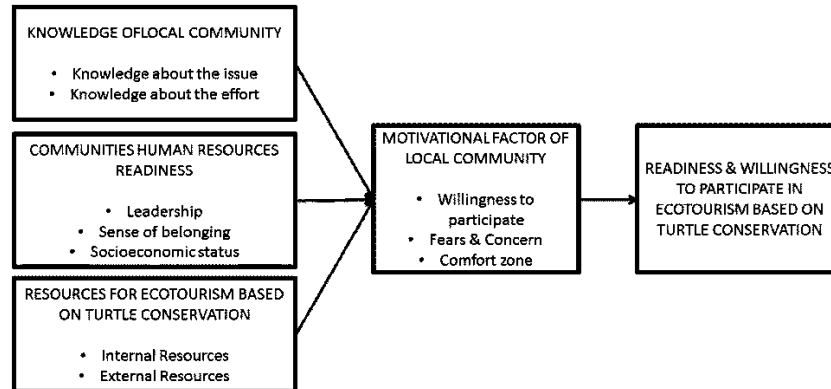 KNOWLEDGE OFLOCAL COMMUNITY
• Knowledge about the issue
• Knowledge about the effort
COMMUNITIES HUMAN RESOURCES
READINESS
• Leadership
• Sense of belonging
• Socioeconomic status
RESOURCES FOR ECOTOURISM BASED
ON TURTLE CONSERVATION
• Internal Resources
• External Resources
MOTIVATIONAL FACTOR OF
LOCAL COMMUNITY
• Willingness to
participate
• Fears & Concern
• Comfort zone
READINESS & WILLINGNESS
TO PARTICIPATE IN
ECOTOURISM BASED ON
TURTLE CONSERVATION